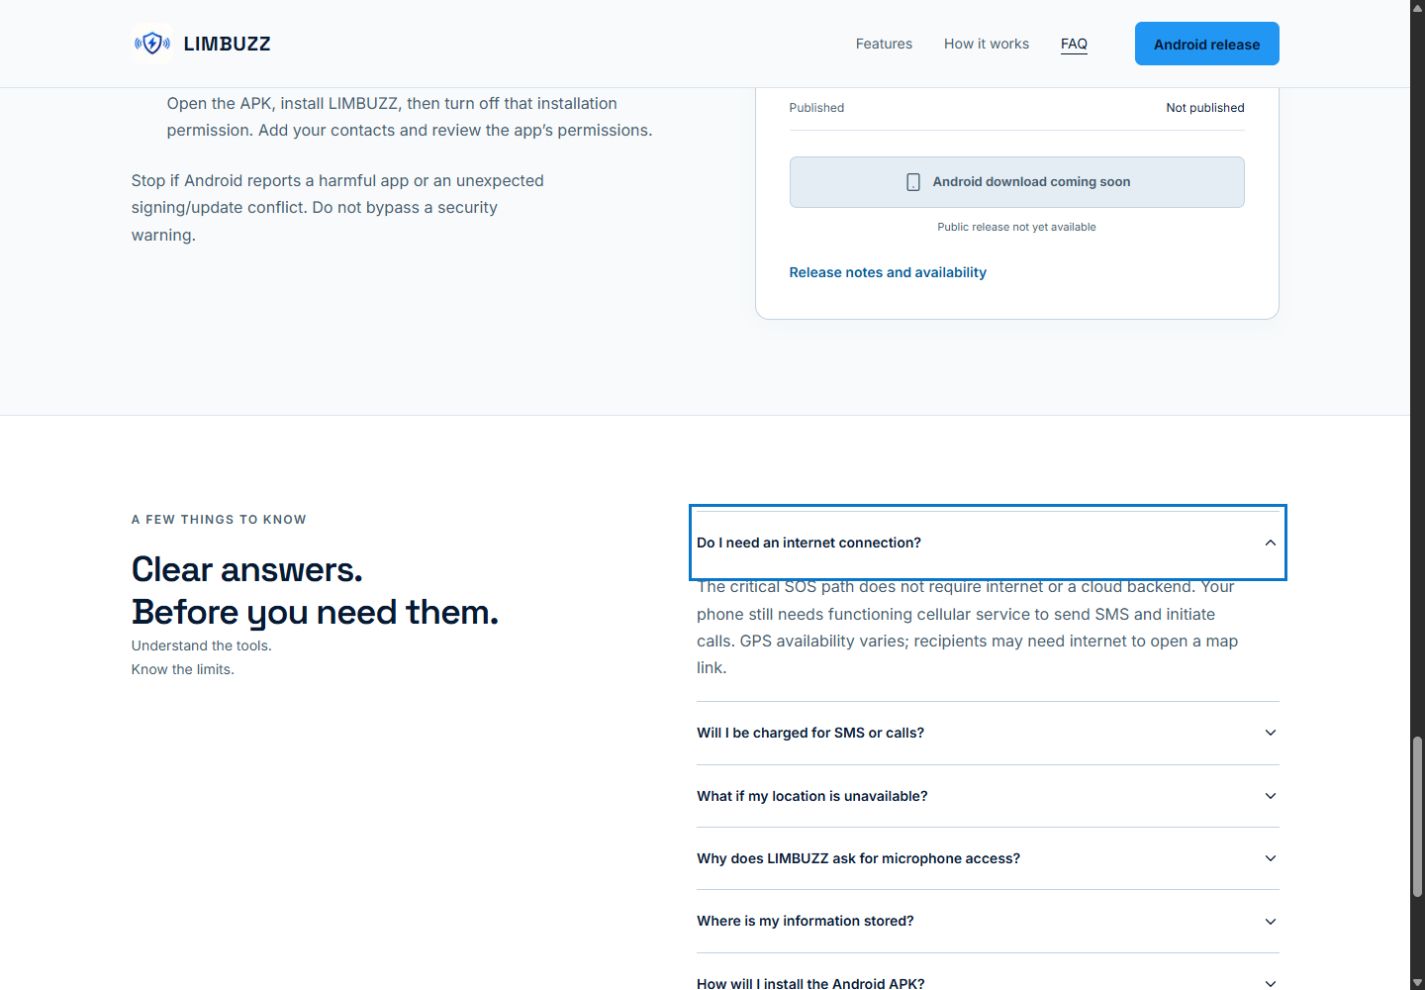 LIMBUZZ
Features
How it works
FAQ
Android release
Open the APK, install LIMBUZZ, then turn off that installation
permission. Add your contacts and review the app’s permissions.
Stop if Android reports a harmful app or an unexpected
signing/update conflict. Do not bypass a security
warning.
Published
Not published
Android download coming soon
Public release not yet available
Release notes and availability
A FEW THINGS TO KNOW
Clear answers.
Before you need them.
Understand the tools.
Know the limits.
Do I need an internet connection?
The critical SOS path does not require internet or a cloud backend. Your
phone still needs functioning cellular service to send SMS and initiate
calls. GPS availability varies; recipients may need internet to open a map
link.
Will I be charged for SMS or calls?
What if my location is unavailable?
Why does LIMBUZZ ask for microphone access?
Where is my information stored?
How will I install the Android APK?